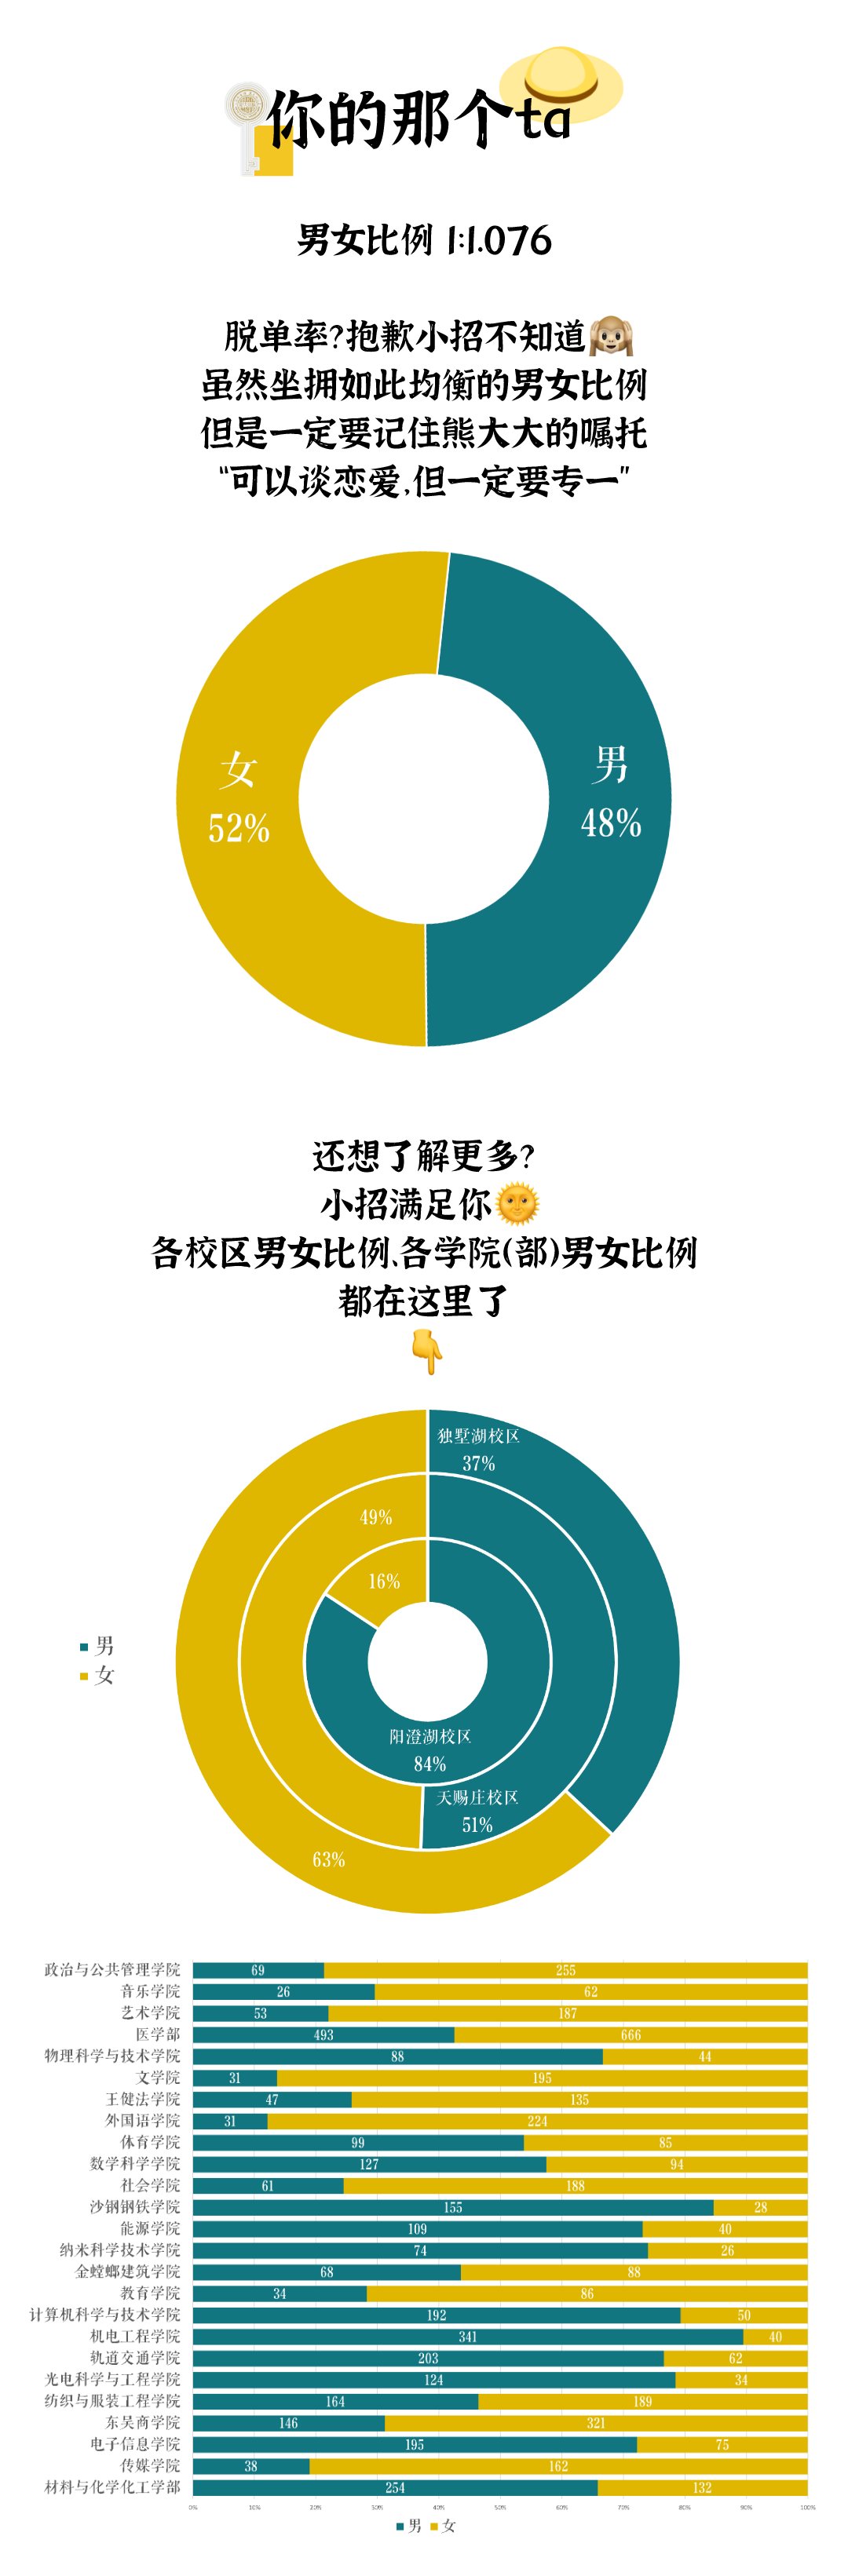 你的那个ta
男女比例 1:1.076
脱单率?抱歉小招不知道🙉
虽然坐拥如此均衡的男女比例
但是一定要记住熊大大的嘱托
“可以谈恋爱,但一定要专一”
女
52%
男
48%
还想了解更多?
小招满足你🌞
各校区男女比例、各学院(部)男女比例
都在这里了
👇
独墅湖校区
37%
49%
16%
男
女
阳澄湖校区
84%
天赐庄校区
51%
63%
政治与公共管理学院 69 255
音乐学院 26 62
艺术学院 53 187
医学部 493 666
物理科学与技术学院 88 44
文学院 31 195
王健法学院 47 135
外国语学院 31 224
体育学院 99 85
数学科学学院 127 94
社会学院 61 188
沙钢钢铁学院 155 28
能源学院 109 40
纳米科学技术学院 74 26
金螳螂建筑学院 68 88
教育学院 34 86
计算机科学与技术学院 192 50
机电工程学院 341 40
轨道交通学院 203 62
光电科学与工程学院 124 34
纺织与服装工程学院 164 189
东吴商学院 146 321
电子信息学院 195 75
传媒学院 38 162
材料与化学化工学部 254 132
0% 10% 20% 30% 40% 50% 60% 70% 80% 90% 100%
男 女